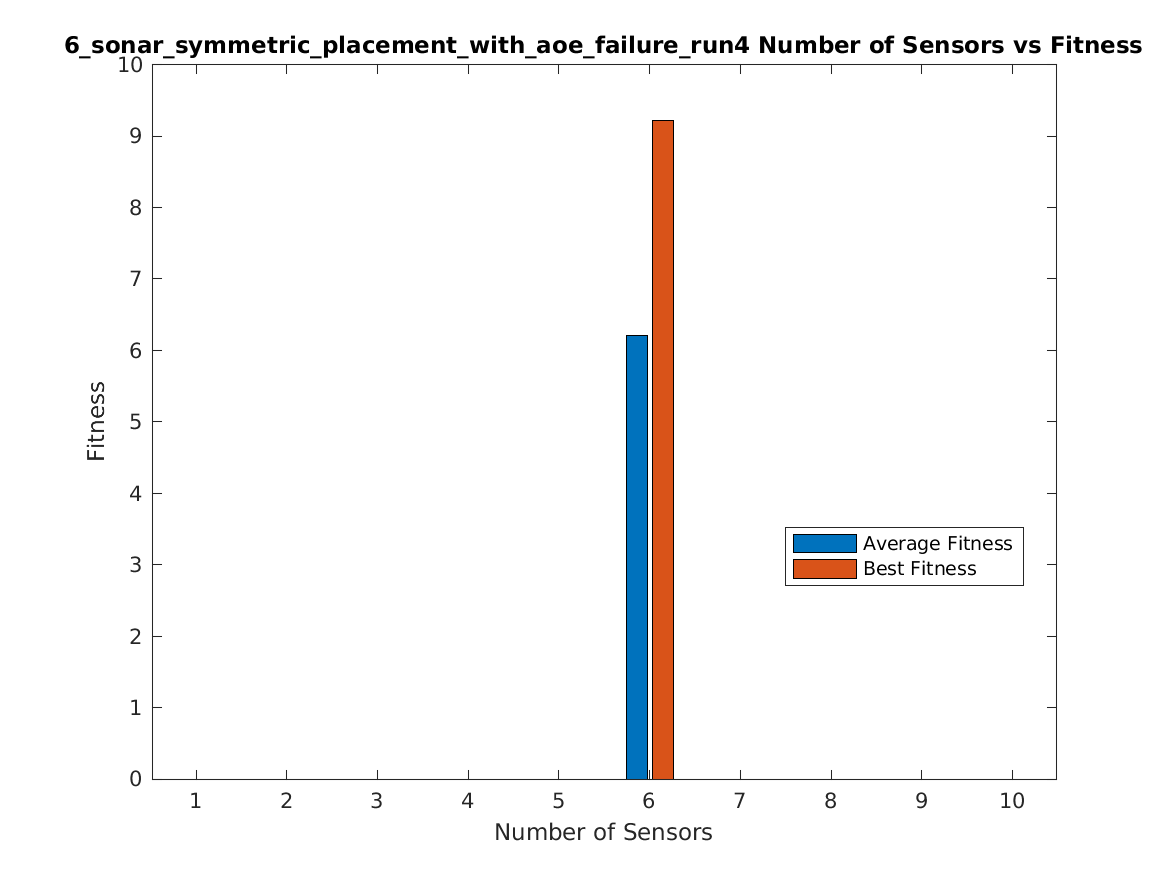 6_sonar_symmetric_placement_with_aoe_failure_run4 Number of Sensors vs Fitness
10
9
8
7
6
5
4
3
2
1
0
Fitness
Average Fitness
Best Fitness
1 2 3 4 5 6 7 8 9 10
Number of Sensors